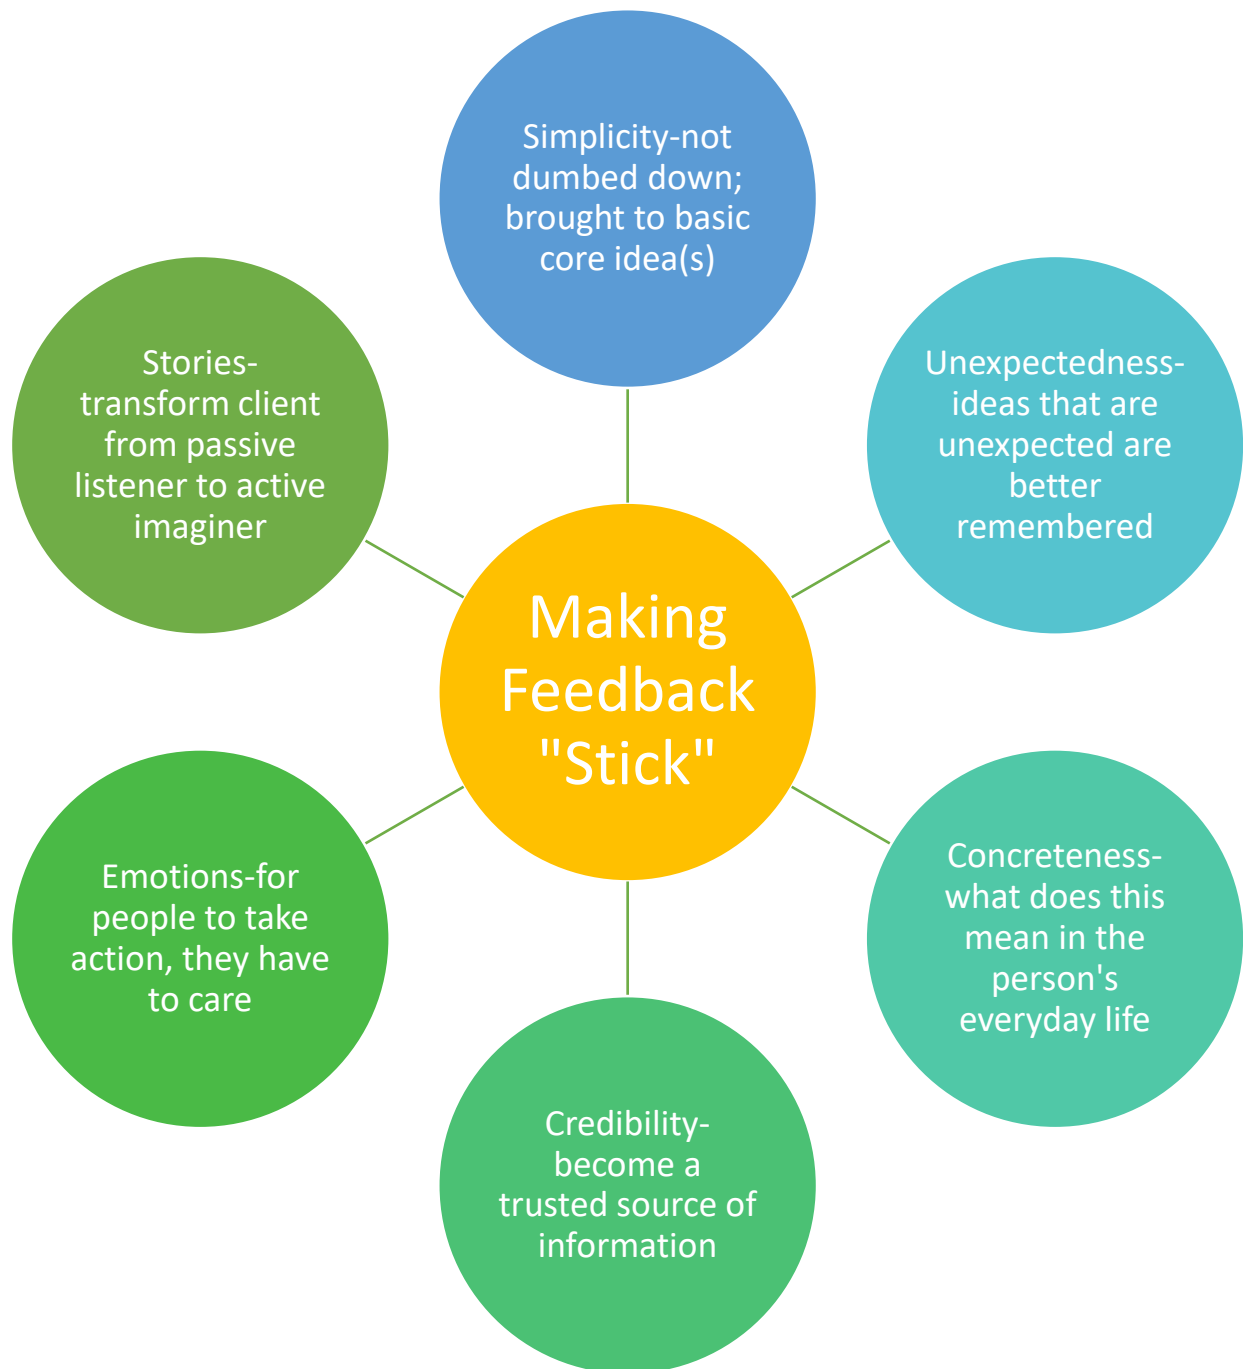 Simplicity-not
dumbed down;
brought to basic
core idea(s)
Unexpectedness-
ideas that are
unexpected are
better
remembered
Concreteness-
what does this
mean in the
person's
everyday life
Credibility-
become a
trusted source of
information
Emotions-for
people to take
action, they have
to care
Stories-
transform client
from passive
listener to active
imaginer
Making
Feedback
"Stick"